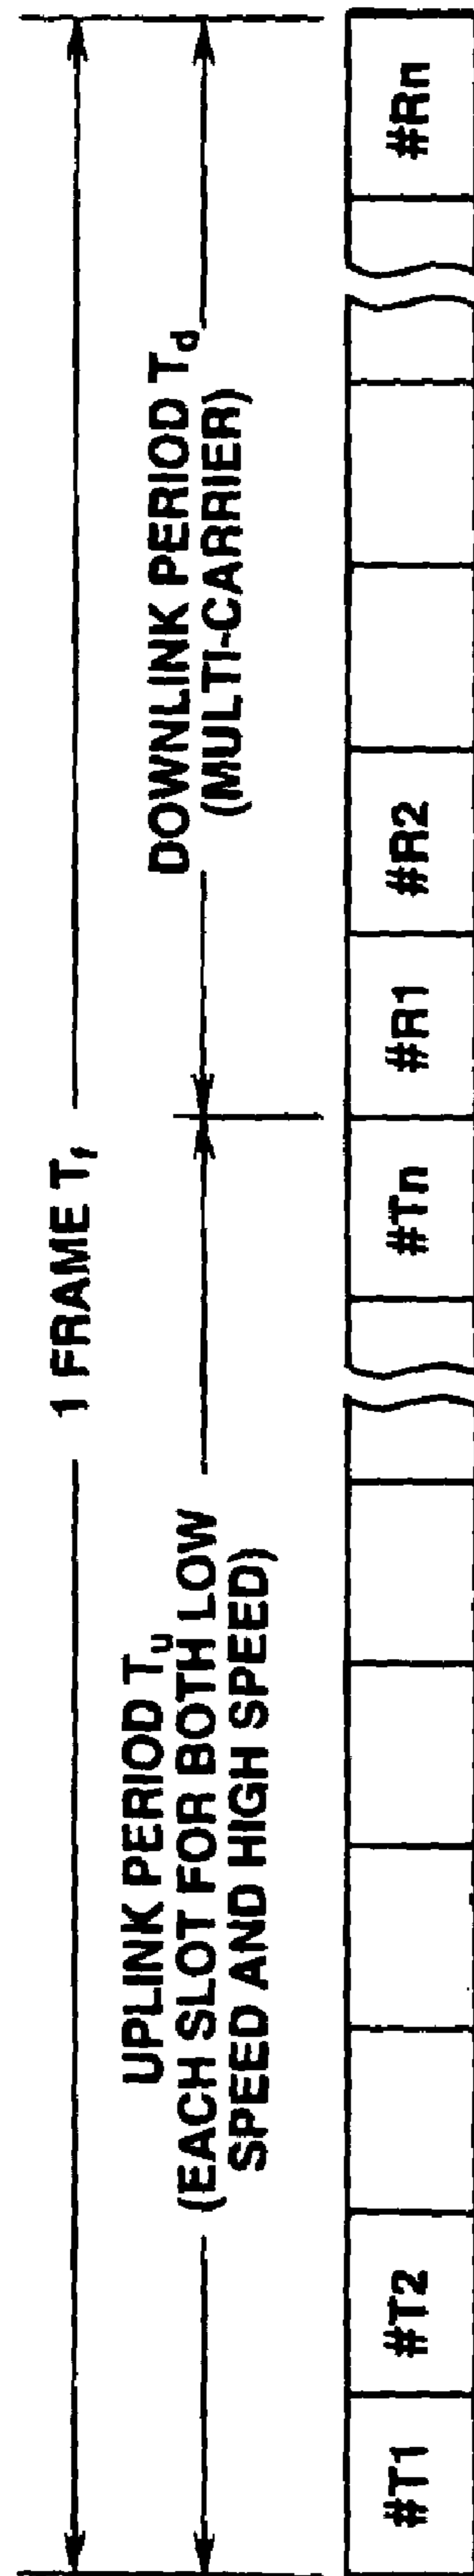 1 FRAME Tf
UPLINK PERIOD Tu
(EACH SLOT FOR BOTH LOW
SPEED AND HIGH SPEED)
DOWNLINK PERIOD Td
(MULTI-CARRIER)
#T1 #T2 #Tn #R1 #R2 #Rn